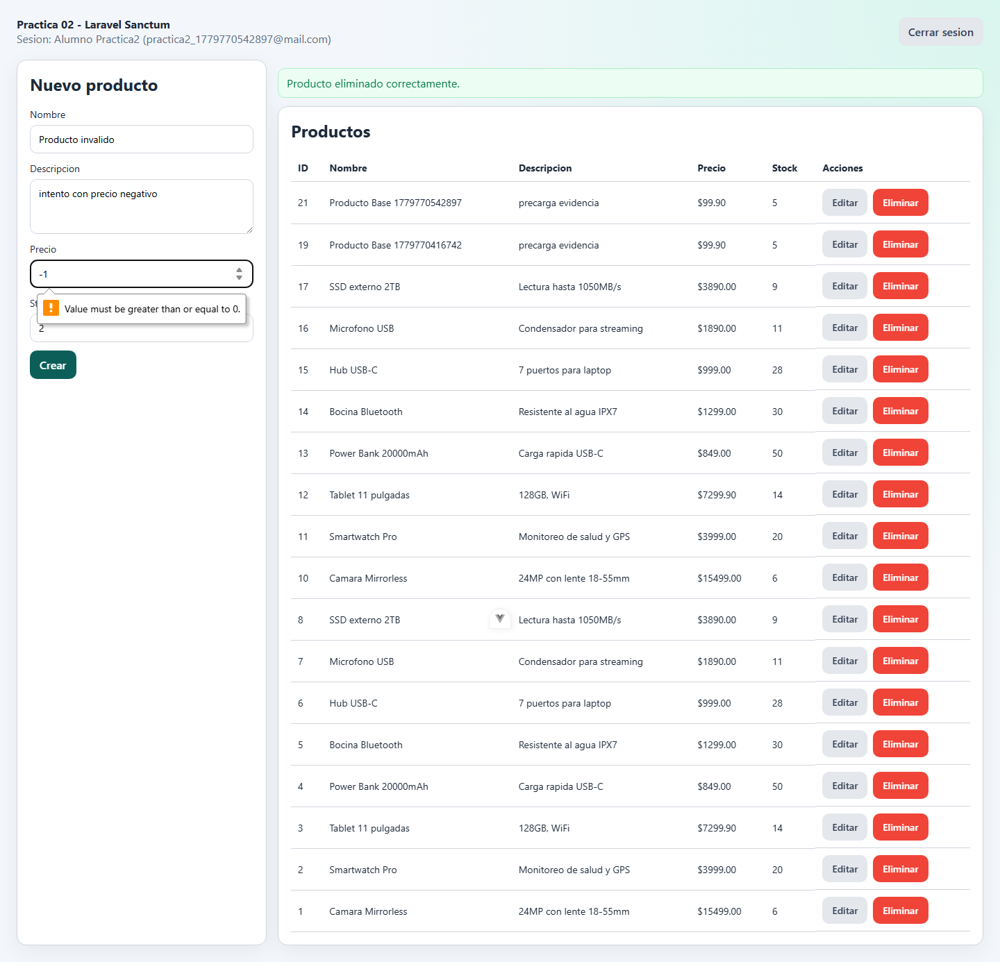 Practica 02 - Laravel Sanctum
Sesion: Alumno Practica2 (practica2_1779770542897@mail.com)
Cerrar sesion
Nuevo producto
Nombre
Producto invalido
Descripcion
intento con precio negativo
Precio
-1
Value must be greater than or equal to 0.
2
Crear
Producto eliminado correctamente.
Productos
ID Nombre Descripcion Precio Stock Acciones
21 Producto Base 1779770542897 precarga evidencia $99.90 5 Editar Eliminar
19 Producto Base 1779770416742 precarga evidencia $99.90 5 Editar Eliminar
17 SSD externo 2TB Lectura hasta 1050MB/s $3890.00 9 Editar Eliminar
16 Microfono USB Condensador para streaming $1890.00 11 Editar Eliminar
15 Hub USB-C 7 puertos para laptop $999.00 28 Editar Eliminar
14 Bocina Bluetooth Resistente al agua IPX7 $1299.00 30 Editar Eliminar
13 Power Bank 20000mAh Carga rapida USB-C $849.00 50 Editar Eliminar
12 Tablet 11 pulgadas 128GB, WiFi $7299.90 14 Editar Eliminar
11 Smartwatch Pro Monitoreo de salud y GPS $3999.00 20 Editar Eliminar
10 Camara Mirrorless 24MP con lente 18-55mm $15499.00 6 Editar Eliminar
8 SSD externo 2TB Lectura hasta 1050MB/s $3890.00 9 Editar Eliminar
7 Microfono USB Condensador para streaming $1890.00 11 Editar Eliminar
6 Hub USB-C 7 puertos para laptop $999.00 28 Editar Eliminar
5 Bocina Bluetooth Resistente al agua IPX7 $1299.00 30 Editar Eliminar
4 Power Bank 20000mAh Carga rapida USB-C $849.00 50 Editar Eliminar
3 Tablet 11 pulgadas 128GB, WiFi $7299.90 14 Editar Eliminar
2 Smartwatch Pro Monitoreo de salud y GPS $3999.00 20 Editar Eliminar
1 Camara Mirrorless 24MP con lente 18-55mm $15499.00 6 Editar Eliminar